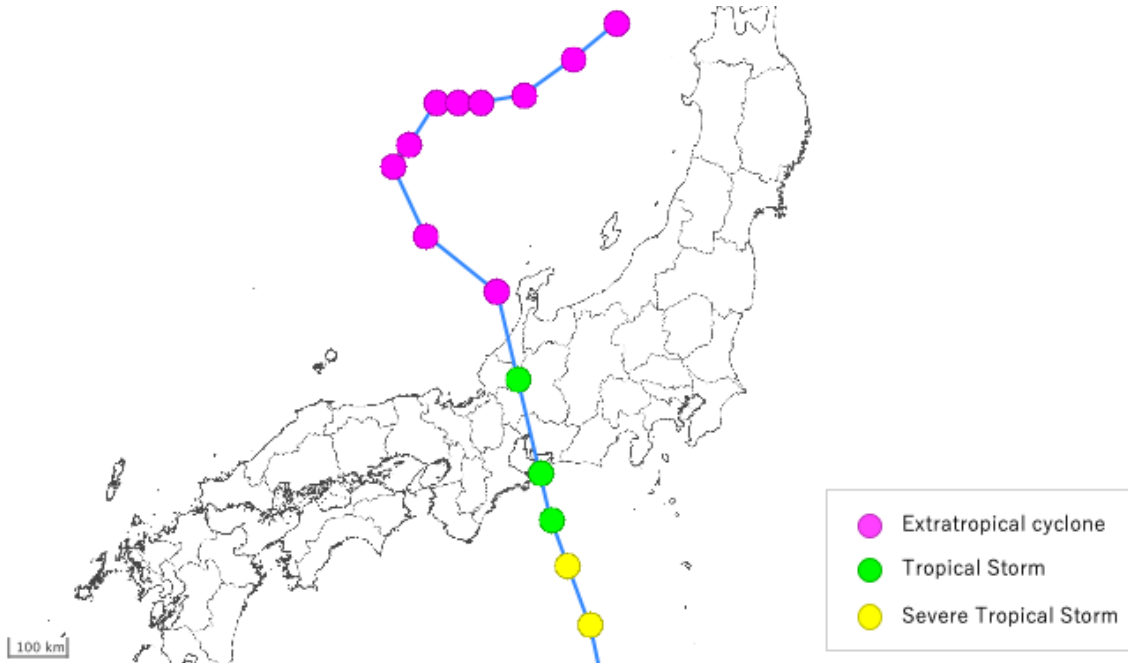 Extratropical cyclone
Tropical Storm
Severe Tropical Storm
100 km